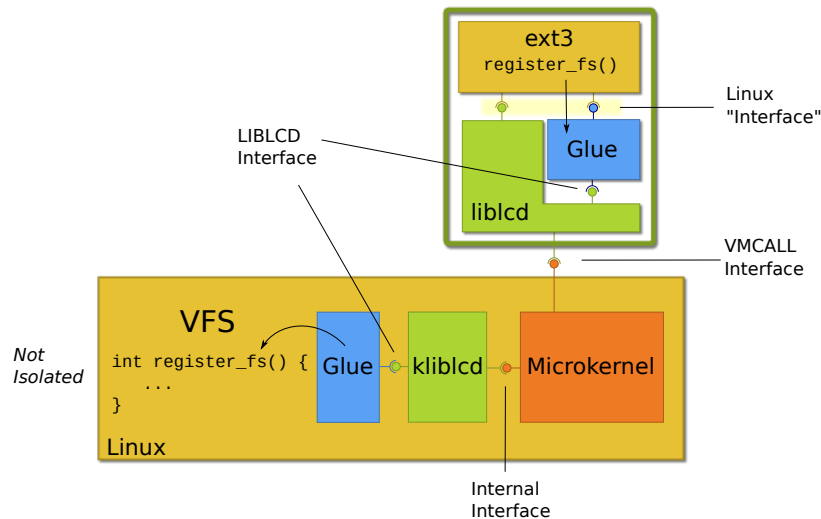 ext3
register_fs()
Linux
"Interface"
LIBLCD
Interface
Glue
liblcd
VMCALL
Interface
VFS
Not
Isolated
int register_fs() {
...
}
Glue
kliblcd
Microkernel
Linux
Internal
Interface